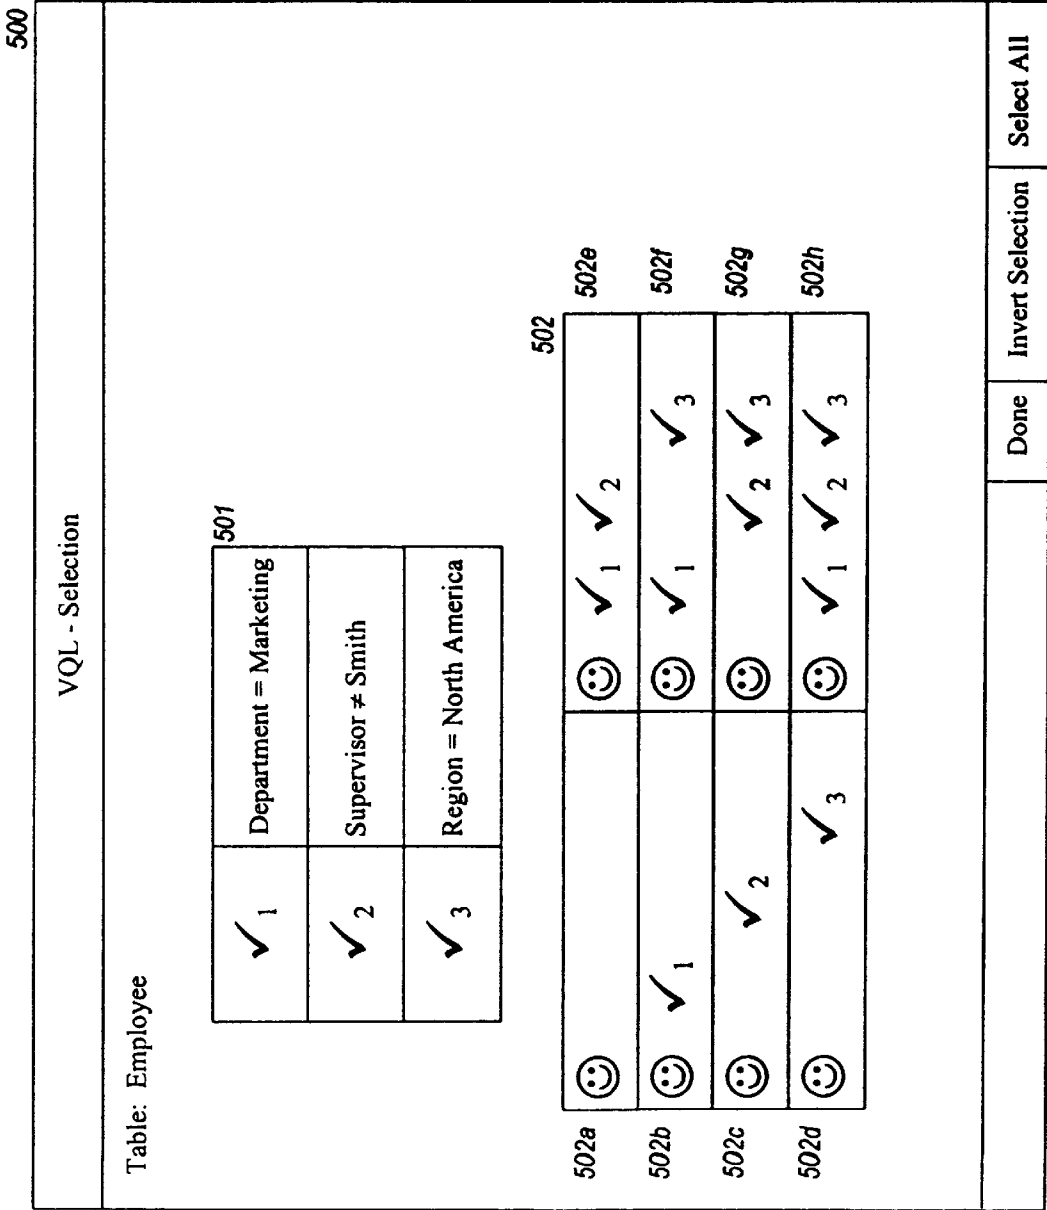 500
VQL - Selection
Table: Employee
501
✓1 Department = Marketing
✓2 Supervisor ≠ Smith
✓3 Region = North America
502
502a ☺ ☺ ✓1 ✓2 502e
502b ☺ ✓1 ☺ ✓1 ✓3 502f
502c ☺ ✓2 ☺ ✓2 ✓3 502g
502d ☺ ✓3 ☺ ✓1 ✓2 ✓3 502h
Done Invert Selection Select All